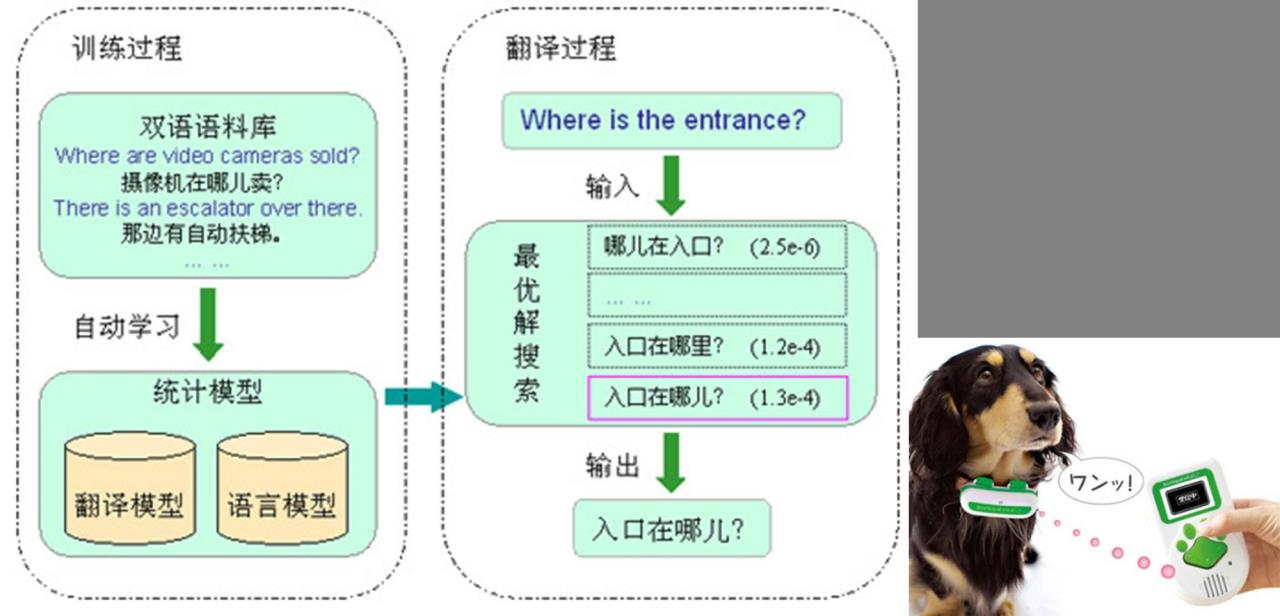 训练过程
双语语料库
Where are video cameras sold?
摄像机在哪儿卖?
There is an escalator over there.
那边有自动扶梯。
... ...
自动学习
统计模型
翻译模型
语言模型
翻译过程
Where is the entrance?
输入
最优解搜索
哪儿在入口? (2.5e-6)
... ...
入口在哪里? (1.2e-4)
入口在哪儿? (1.3e-4)
输出
入口在哪儿?
ワンッ!